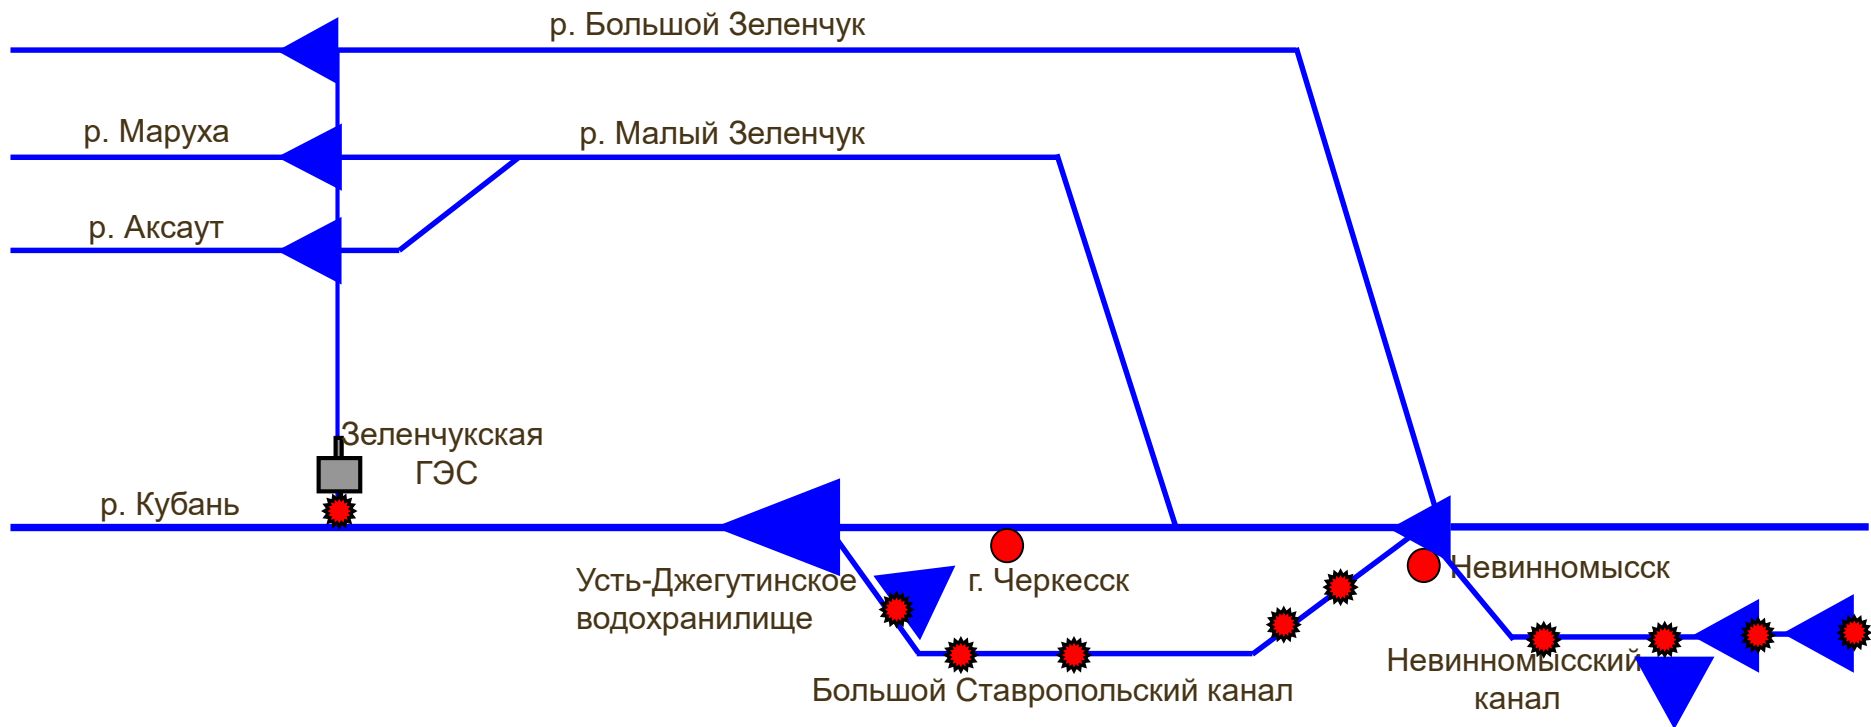 р. Большой Зеленчук
р. Маруха
р. Малый Зеленчук
р. Аксаут
Зеленчукская
ГЭС
р. Кубань
Усть-Джегутинское
водохранилище
г. Черкесск
Невинномысск
Большой Ставропольский канал
Невинномысский
канал